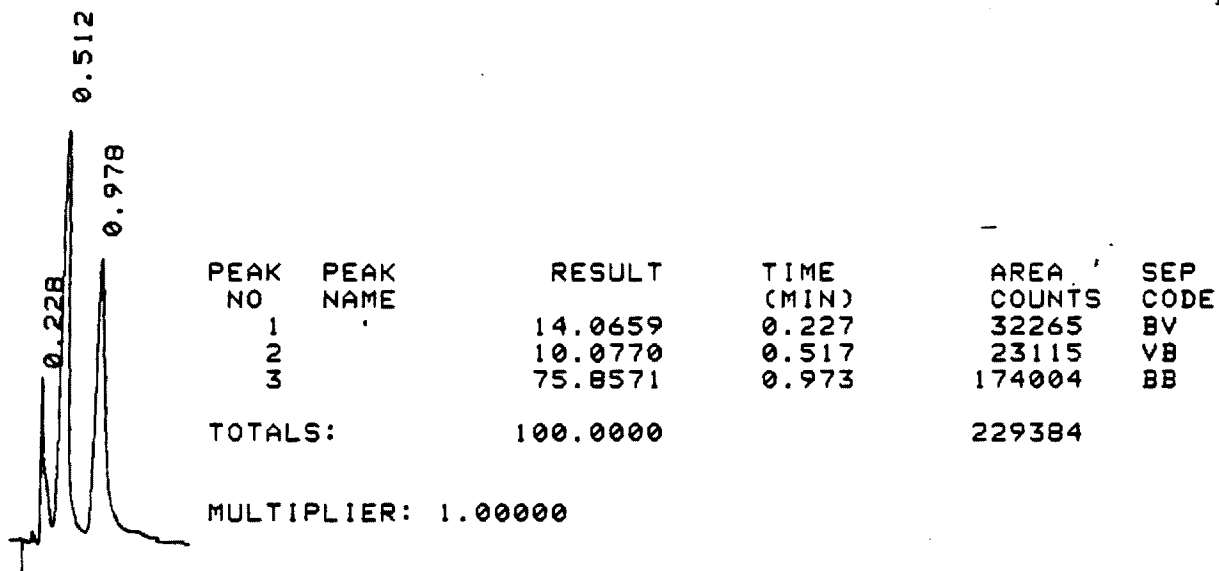 0.512
0.978
0.228
PEAK PEAK RESULT TIME AREA SEP
NO NAME (MIN) COUNTS CODE
1 14.0659 0.227 32265 BV
2 10.0770 0.517 23115 VB
3 75.8571 0.973 174004 BB
TOTALS: 100.0000 229384
MULTIPLIER: 1.00000